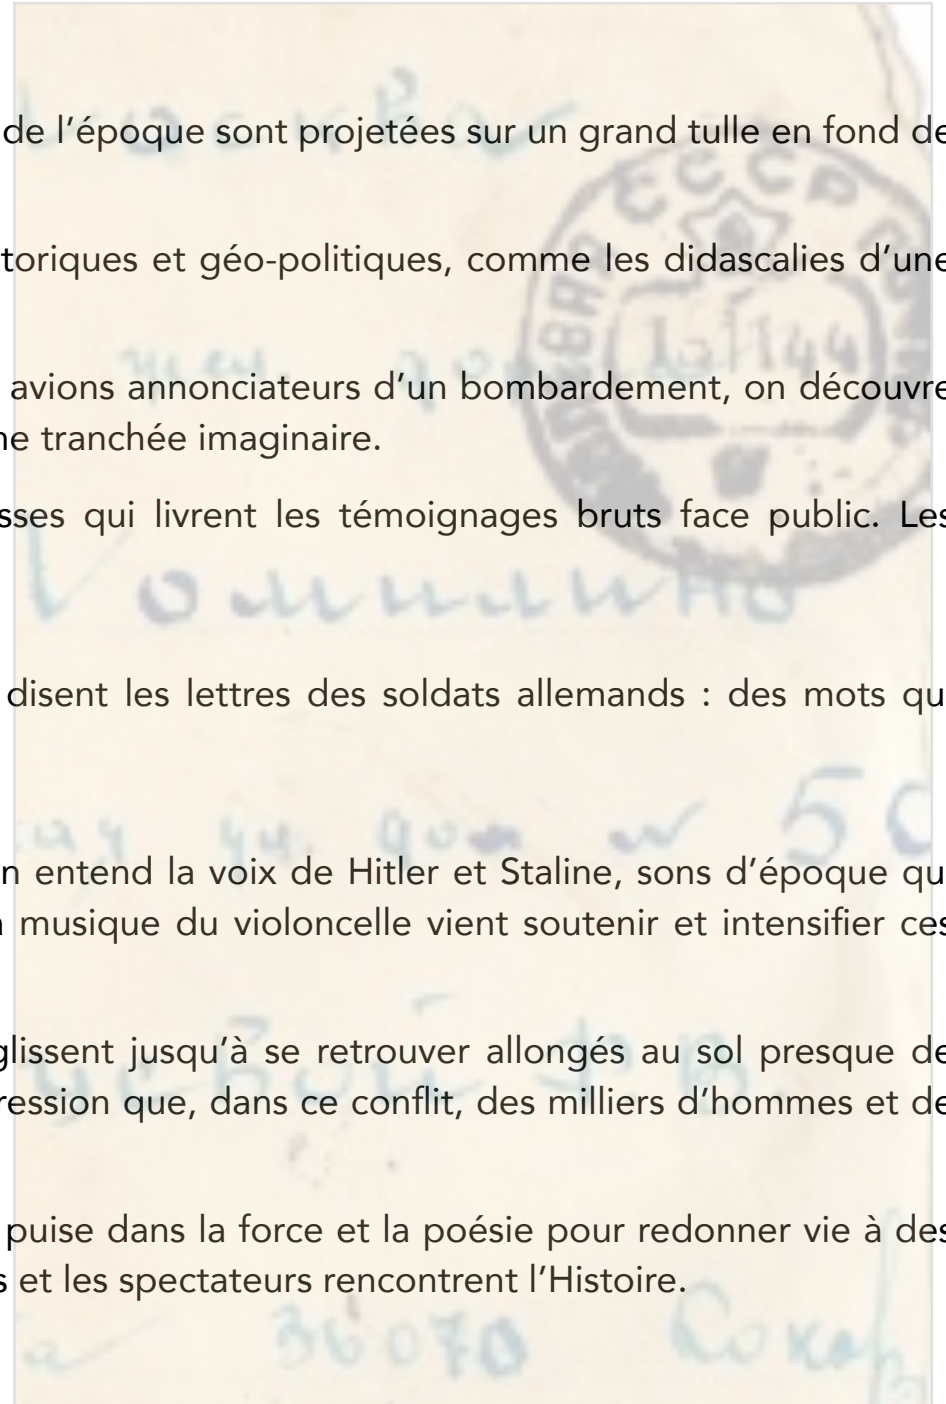 de l'époque sont projetées sur un grand tulle en fond de
toriques et géo-politiques, comme les didascalies d'une
avions annonciateurs d'un bombardement, on découvre
ne tranchée imaginaire.
sses qui livrent les témoignages bruts face public. Les
disent les lettres des soldats allemands : des mots qu
n entend la voix de Hitler et Staline, sons d'époque qu
musique du violoncelle vient soutenir et intensifier ces
glissent jusqu'à se retrouver allongés au sol presque de
ression que, dans ce conflit, des milliers d'hommes et de
puise dans la force et la poésie pour redonner vie à des
s et les spectateurs rencontrent l'Histoire.
СССР
50
36070